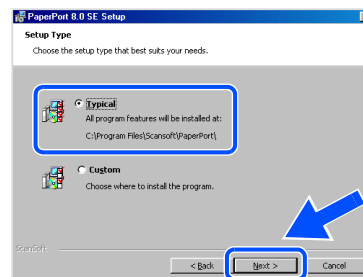 PaperPort 8.0 SE Setup
Setup Type
Choose the setup type that best suits your needs.
Typical
All program features will be installed at:
C:\Program Files\Scansoft\PaperPort\
Custom
Choose where to install the program.
ScanSoft
< Back
Next >
Cancel